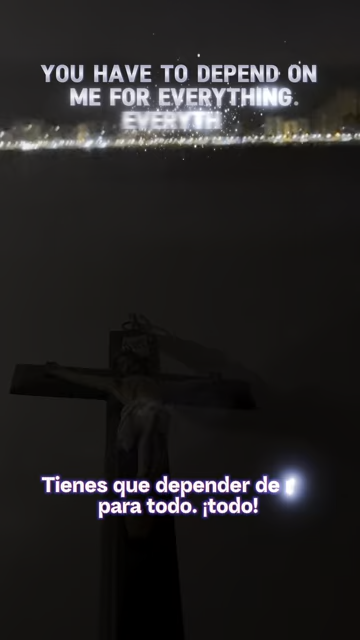 YOU HAVE TO DEPEND ON
ME FOR EVERYTHING.
EVERYTH
Tienes que depender de
para todo. ¡todo!